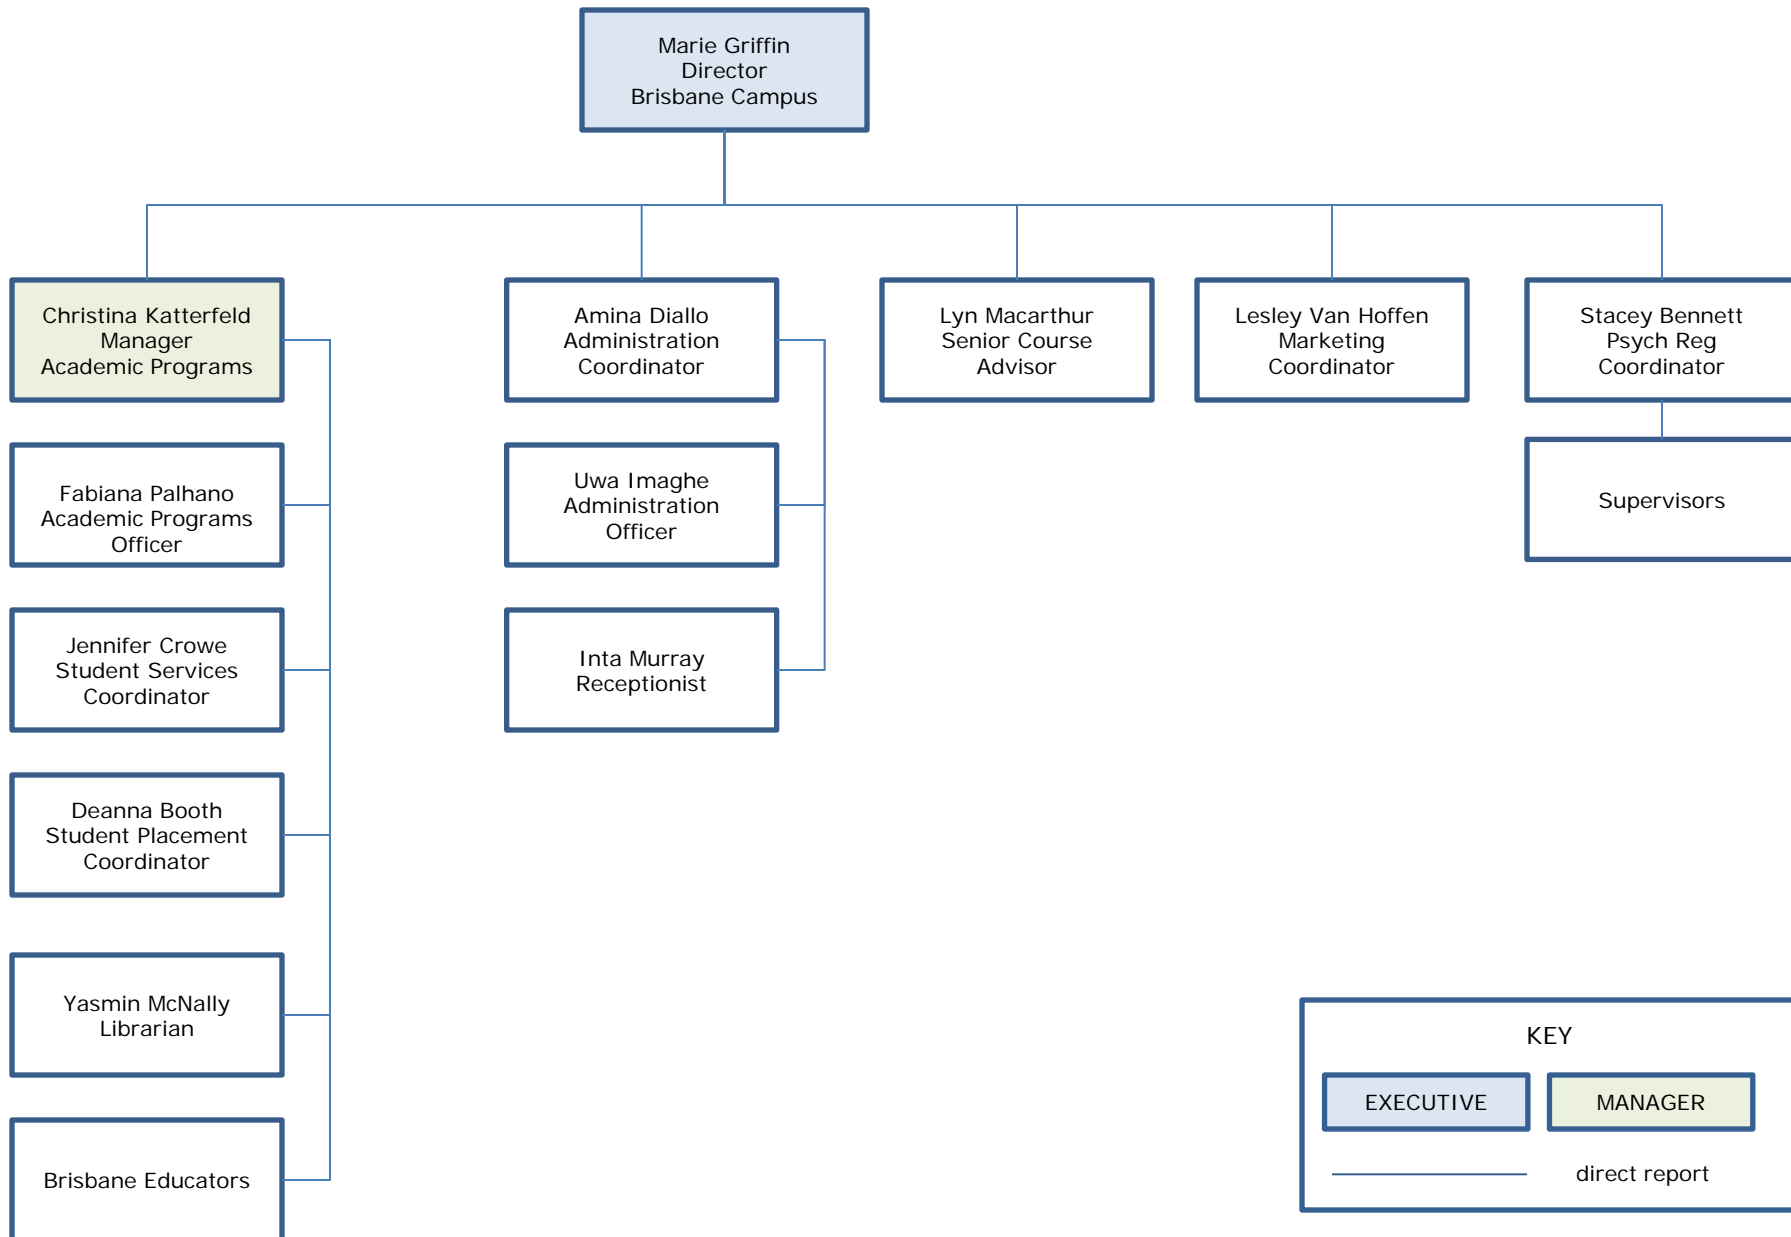 Marie Griffin
Director
Brisbane Campus
Christina Katterfeld
Manager
Academic Programs
Amina Diallo
Administration
Coordinator
Lyn Macarthur
Senior Course
Advisor
Lesley Van Hoffen
Marketing
Coordinator
Stacey Bennett
Psych Reg
Coordinator
Fabiana Palhano
Academic Programs
Officer
Uwa Imaghe
Administration
Officer
Supervisors
Jennifer Crowe
Student Services
Coordinator
Inta Murray
Receptionist
Deanna Booth
Student Placement
Coordinator
Yasmin McNally
Librarian
Brisbane Educators
KEY
EXECUTIVE
MANAGER
direct report